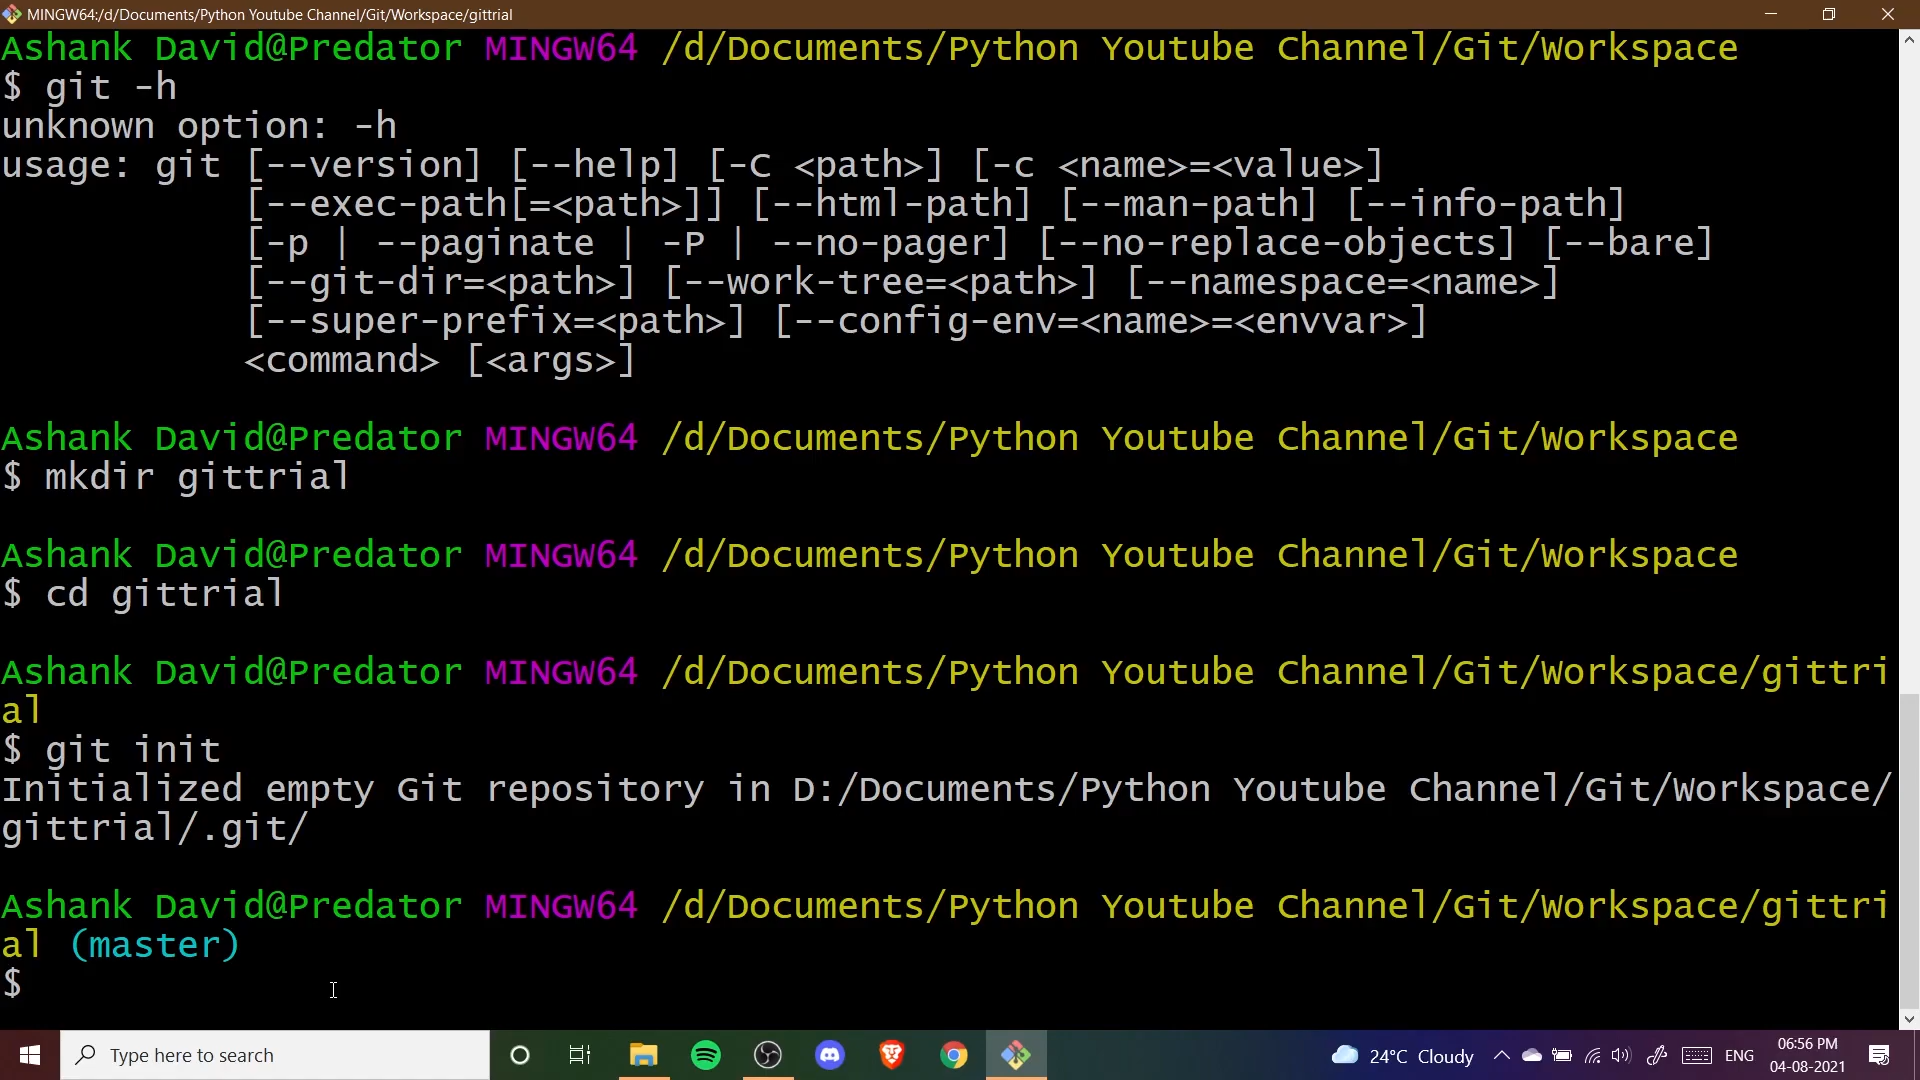 MINGW64:/d/Documents/Python Youtube Channel/Git/Workspace/gittrial
Ashank David@Predator MINGW64 /d/Documents/Python Youtube Channel/Git/Workspace
$ git -h
unknown option: -h
usage: git [--version] [--help] [-C <path>] [-c <name>=<value>]
           [--exec-path[=<path>]] [--html-path] [--man-path] [--info-path]
           [-p | --paginate | -P | --no-pager] [--no-replace-objects] [--bare]
           [--git-dir=<path>] [--work-tree=<path>] [--namespace=<name>]
           [--super-prefix=<path>] [--config-env=<name>=<envvar>]
           <command> [<args>]
Ashank David@Predator MINGW64 /d/Documents/Python Youtube Channel/Git/Workspace
$ mkdir gittrial
Ashank David@Predator MINGW64 /d/Documents/Python Youtube Channel/Git/Workspace
$ cd gittrial
Ashank David@Predator MINGW64 /d/Documents/Python Youtube Channel/Git/Workspace/gittri
al
$ git init
Initialized empty Git repository in D:/Documents/Python Youtube Channel/Git/Workspace/
gittrial/.git/
Ashank David@Predator MINGW64 /d/Documents/Python Youtube Channel/Git/Workspace/gittri
al (master)
$
Type here to search
24°C Cloudy
ENG
06:56 PM
04-08-2021